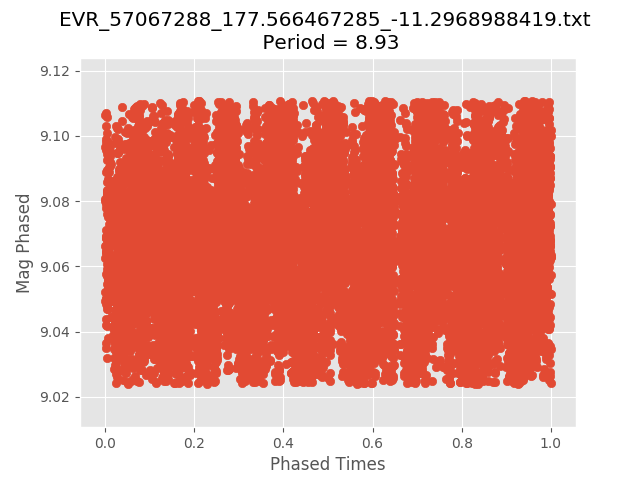 EVR_57067288_177.566467285_-11.2968988419.txt
Period = 8.93
9.12
9.10
9.08
9.06
9.04
9.02
Mag Phased
0.0 0.2 0.4 0.6 0.8 1.0
Phased Times